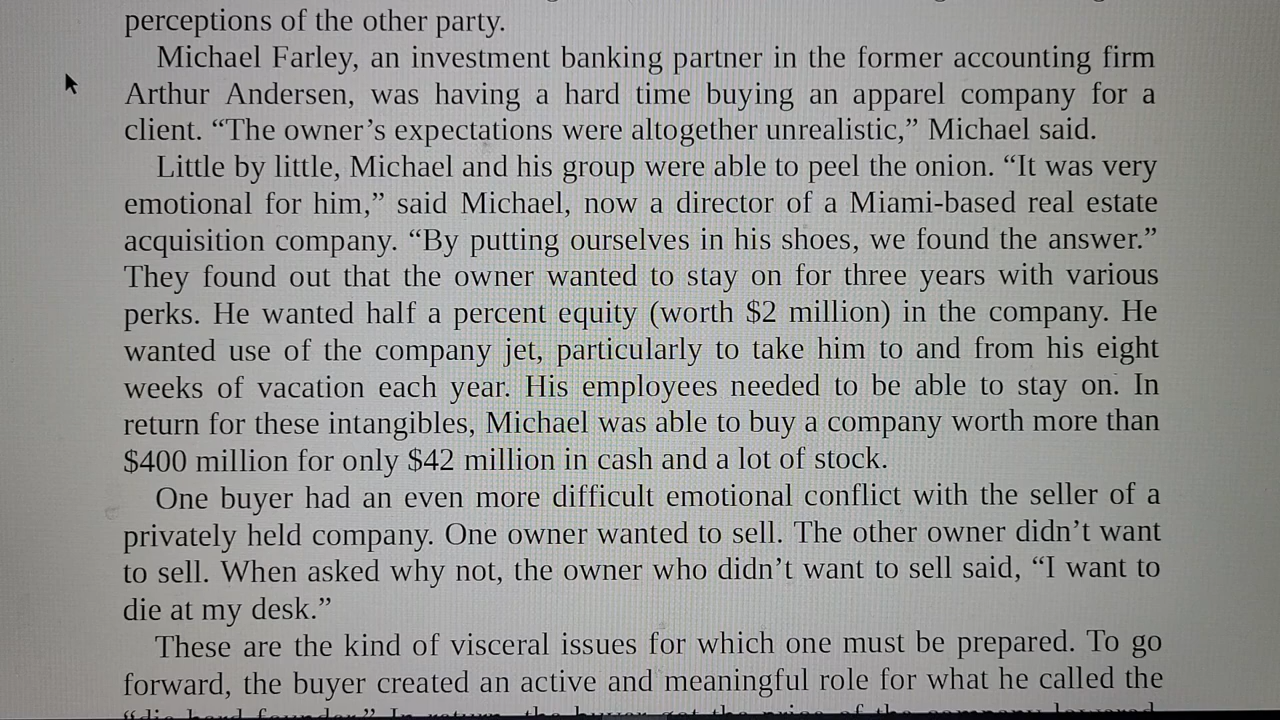 perceptions of the other party.
Michael Farley, an investment banking partner in the former accounting firm
Arthur Andersen, was having a hard time buying an apparel company for a
client. “The owner’s expectations were altogether unrealistic,” Michael said.
Little by little, Michael and his group were able to peel the onion. “It was very
emotional for him,” said Michael, now a director of a Miami-based real estate
acquisition company. “By putting ourselves in his shoes, we found the answer.”
They found out that the owner wanted to stay on for three years with various
perks. He wanted half a percent equity (worth $2 million) in the company. He
wanted use of the company jet, particularly to take him to and from his eight
weeks of vacation each year. His employees needed to be able to stay on. In
return for these intangibles, Michael was able to buy a company worth more than
$400 million for only $42 million in cash and a lot of stock.
One buyer had an even more difficult emotional conflict with the seller of a
privately held company. One owner wanted to sell. The other owner didn’t want
to sell. When asked why not, the owner who didn’t want to sell said, “I want to
die at my desk.”
These are the kind of visceral issues for which one must be prepared. To go
forward, the buyer created an active and meaningful role for what he called the